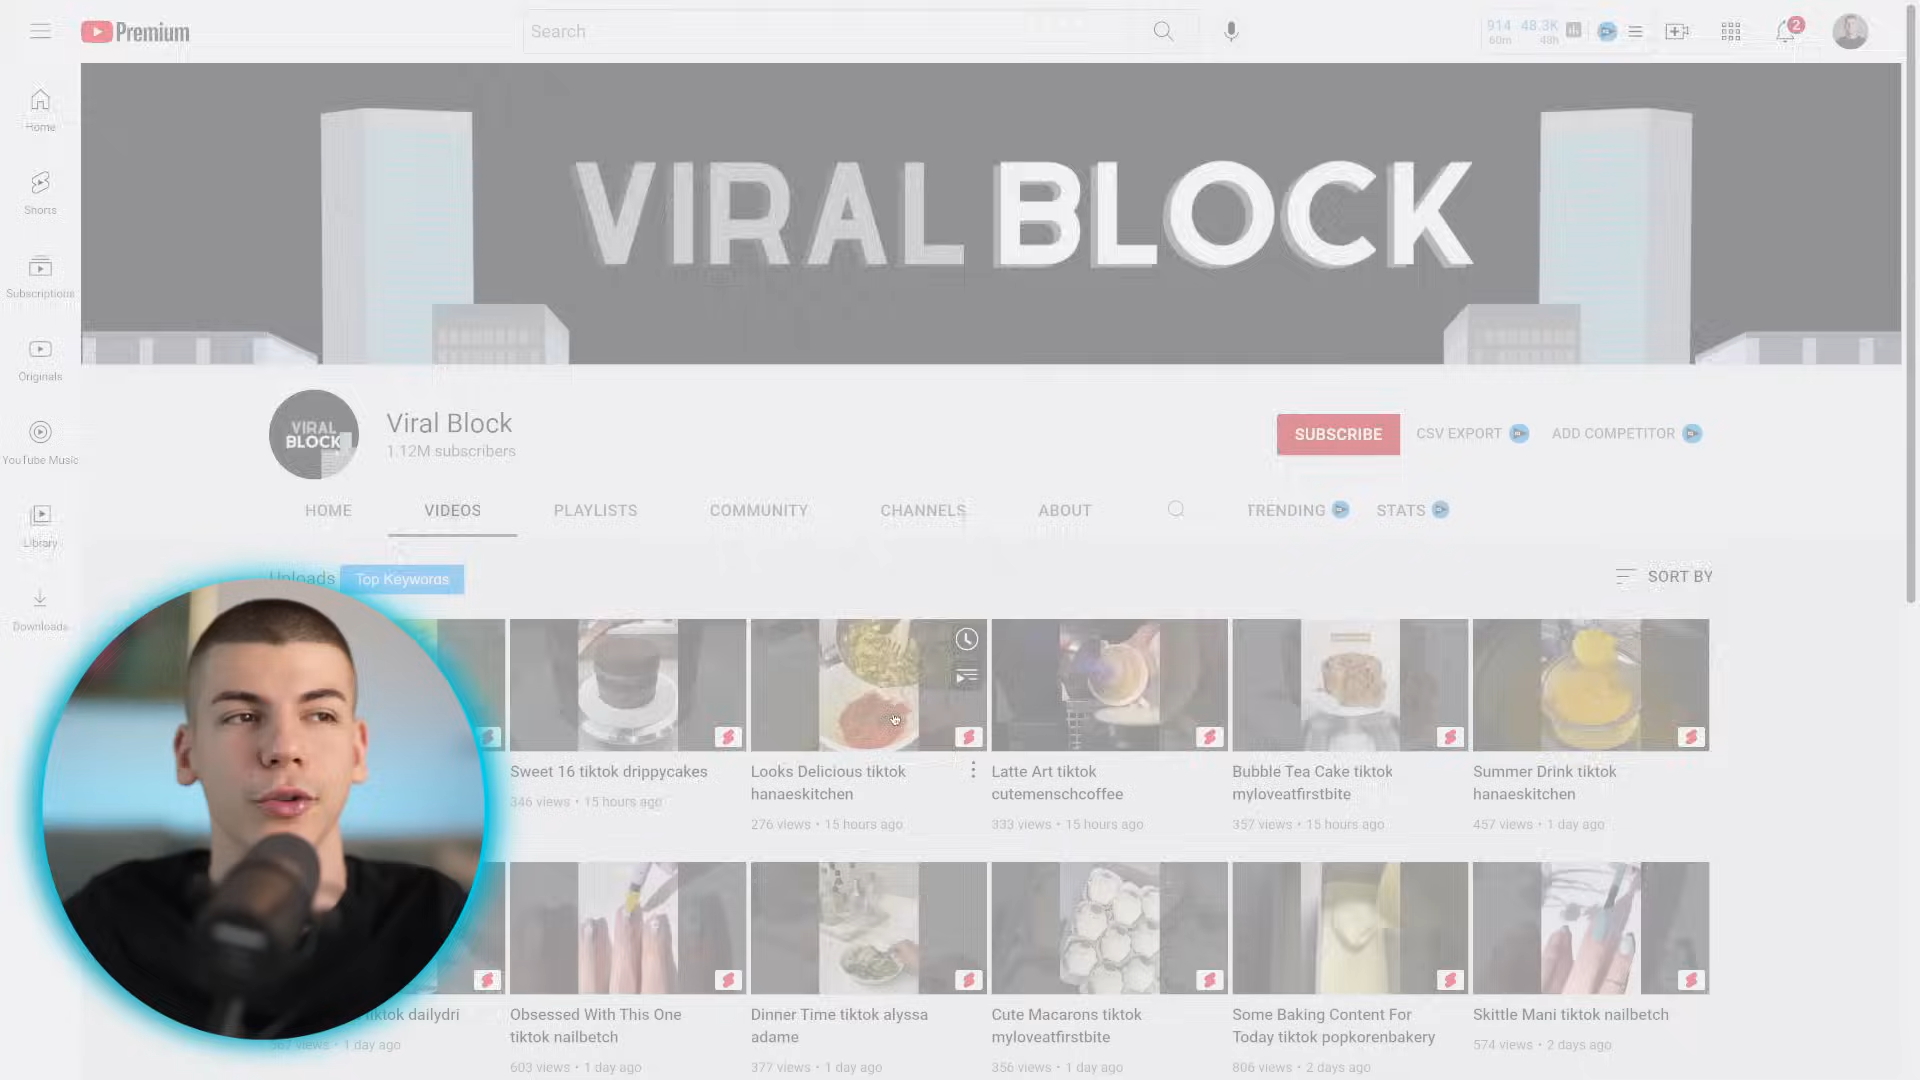 Premium
Search
914 48.3K
60m 48h
2
Home
Shorts
Subscriptions
Originals
YouTube Music
Library
Downloads
VIRAL BLOCK
VIRAL
BLOCK
Viral Block
1.12M subscribers
SUBSCRIBE
CSV EXPORT
ADD COMPETITOR
HOME
VIDEOS
PLAYLISTS
COMMUNITY
CHANNELS
ABOUT
TRENDING
STATS
Uploads
Top Keywords
SORT BY
Sweet 16 tiktok drippycakes
346 views • 15 hours ago
Looks Delicious tiktok
hanaeskitchen
276 views • 15 hours ago
Latte Art tiktok
cutemenschcoffee
333 views • 15 hours ago
Bubble Tea Cake tiktok
myloveatfirstbite
357 views • 15 hours ago
Summer Drink tiktok
hanaeskitchen
457 views • 1 day ago
tiktok dailydri
views • 1 day ago
Obsessed With This One
tiktok nailbetch
603 views • 1 day ago
Dinner Time tiktok alyssa
adame
377 views • 1 day ago
Cute Macarons tiktok
myloveatfirstbite
356 views • 1 day ago
Some Baking Content For
Today tiktok popkorenbakery
806 views • 2 days ago
Skittle Mani tiktok nailbetch
574 views • 2 days ago